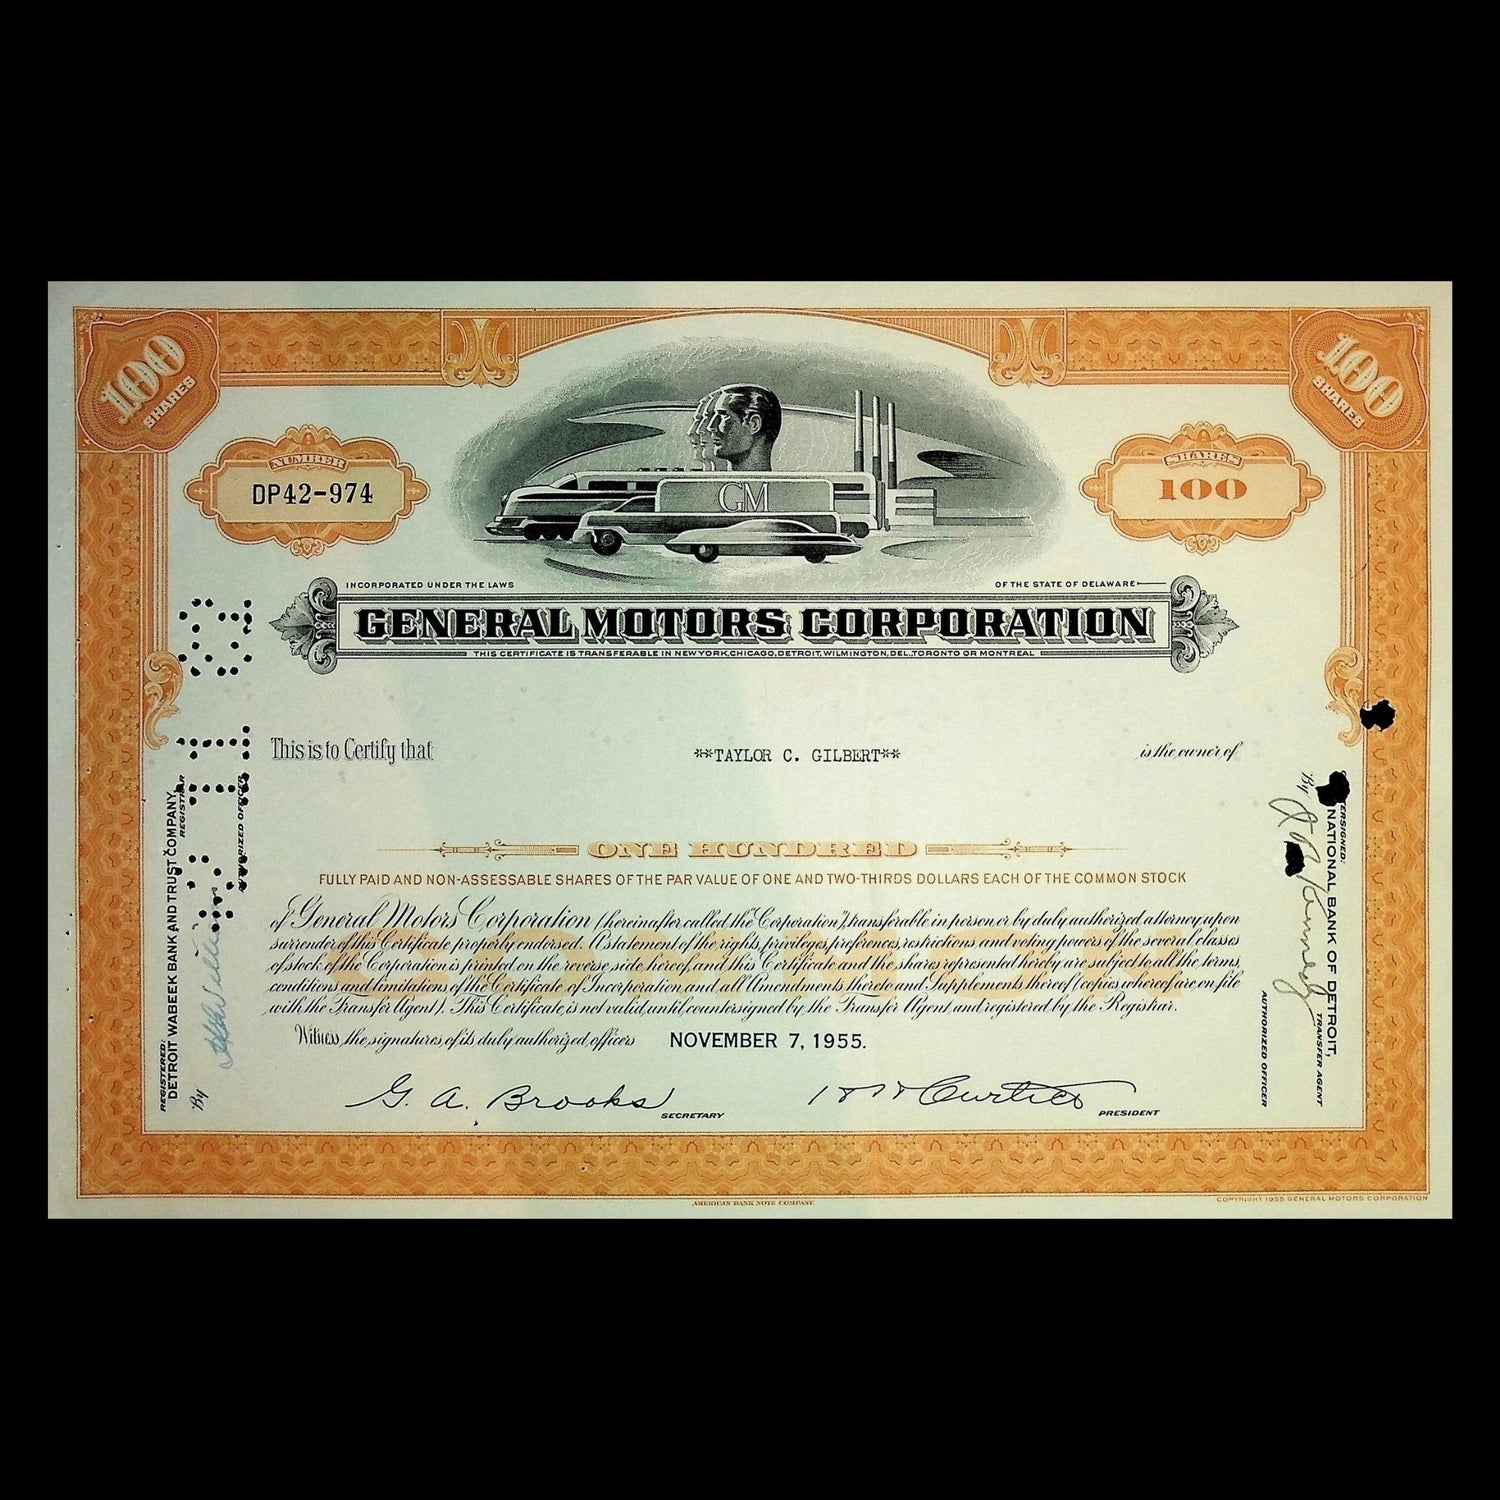 100 SHARES
100 SHARES
NUMBER
DP42-974
SHARES
100
GM
INCORPORATED UNDER THE LAWS
OF THE STATE OF DELAWARE
GENERAL MOTORS CORPORATION
THIS CERTIFICATE IS TRANSFERABLE IN NEW YORK, CHICAGO, DETROIT, WILMINGTON, DEL., TORONTO OR MONTREAL
This is to Certify that
**TAYLOR C. GILBERT**
is the owner of
ONE HUNDRED
FULLY PAID AND NON-ASSESSABLE SHARES OF THE PAR VALUE OF ONE AND TWO-THIRDS DOLLARS EACH OF THE COMMON STOCK
of General Motors Corporation (hereinafter called the "Corporation"), transferable in person or by duly authorized attorney upon
surrender of this Certificate properly endorsed. A statement of the rights, privileges, preferences, restrictions and voting powers of the several classes
of stock of the Corporation is printed on the reverse side hereof, and this Certificate and the shares represented hereby are subject to all the terms,
conditions and limitations of the Certificate of Incorporation and all Amendments thereto and Supplements thereof (copies whereof are on file
with the Transfer Agent). This Certificate is not valid until countersigned by the Transfer Agent and registered by the Registrar.
COMMON
Witness the signatures of its duly authorized officers
NOVEMBER 7, 1955.
G. A. Brooks
SECRETARY
H H Curtice
PRESIDENT
REGISTERED:
DETROIT WABEEK BANK AND TRUST COMPANY,
REGISTRAR
By
AUTHORIZED OFFICER
ERSIGNED:
NATIONAL BANK OF DETROIT,
TRANSFER AGENT
By
AUTHORIZED OFFICER
AMERICAN BANK NOTE COMPANY.
COPYRIGHT 1955 GENERAL MOTORS CORPORATION